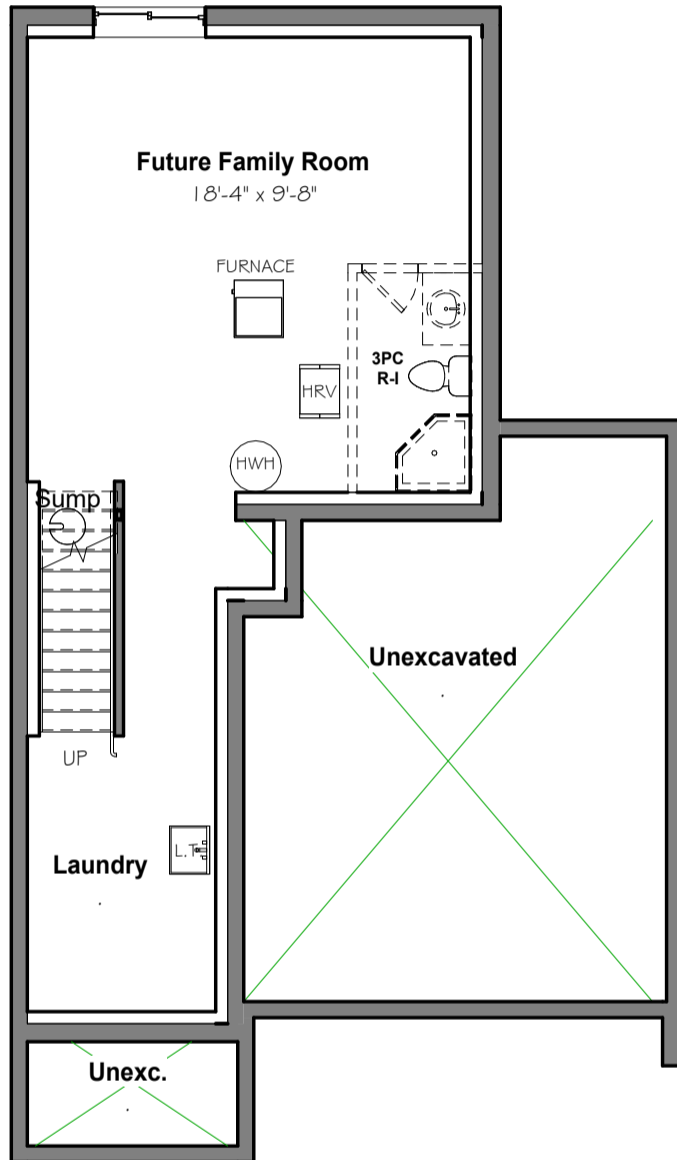 Future Family Room
18'-4" x 9'-8"
FURNACE
3PC
R-I
HRV
HWH
Sump
Unexcavated
UP
L.T
Laundry
Unexc.